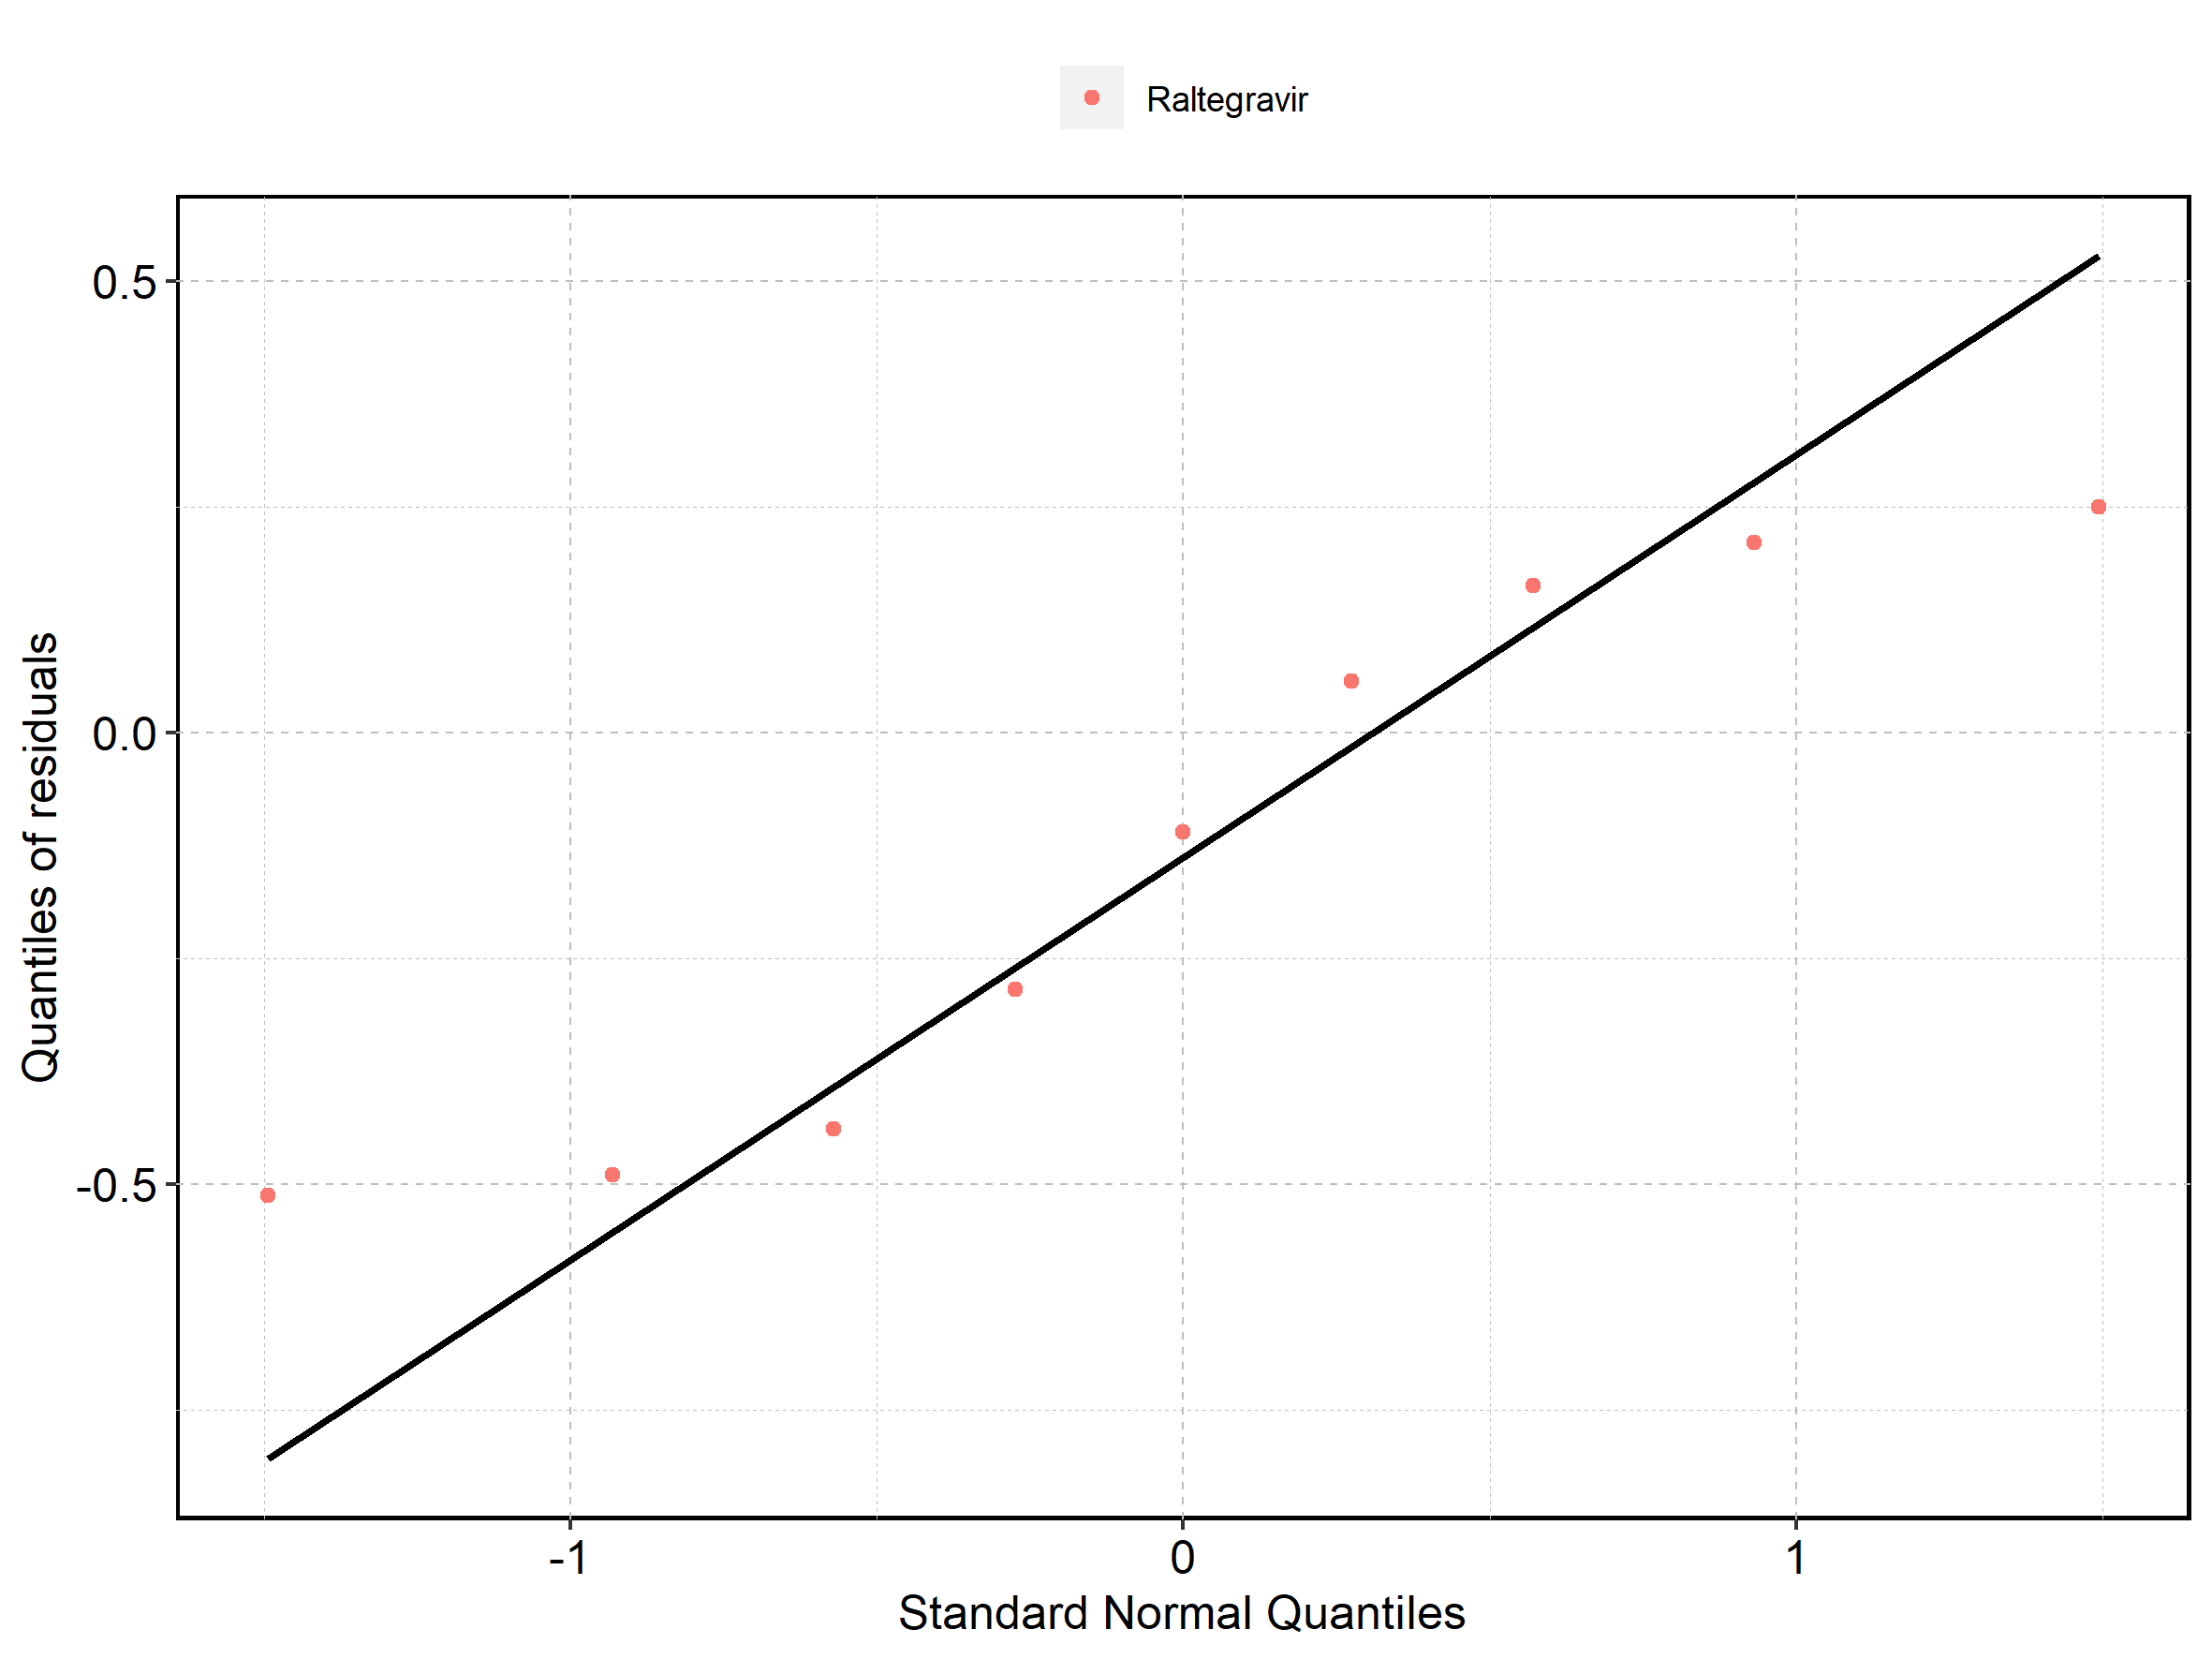 Raltegravir
0.5
0.0
-0.5
Quantiles of residuals
-1 0 1
Standard Normal Quantiles